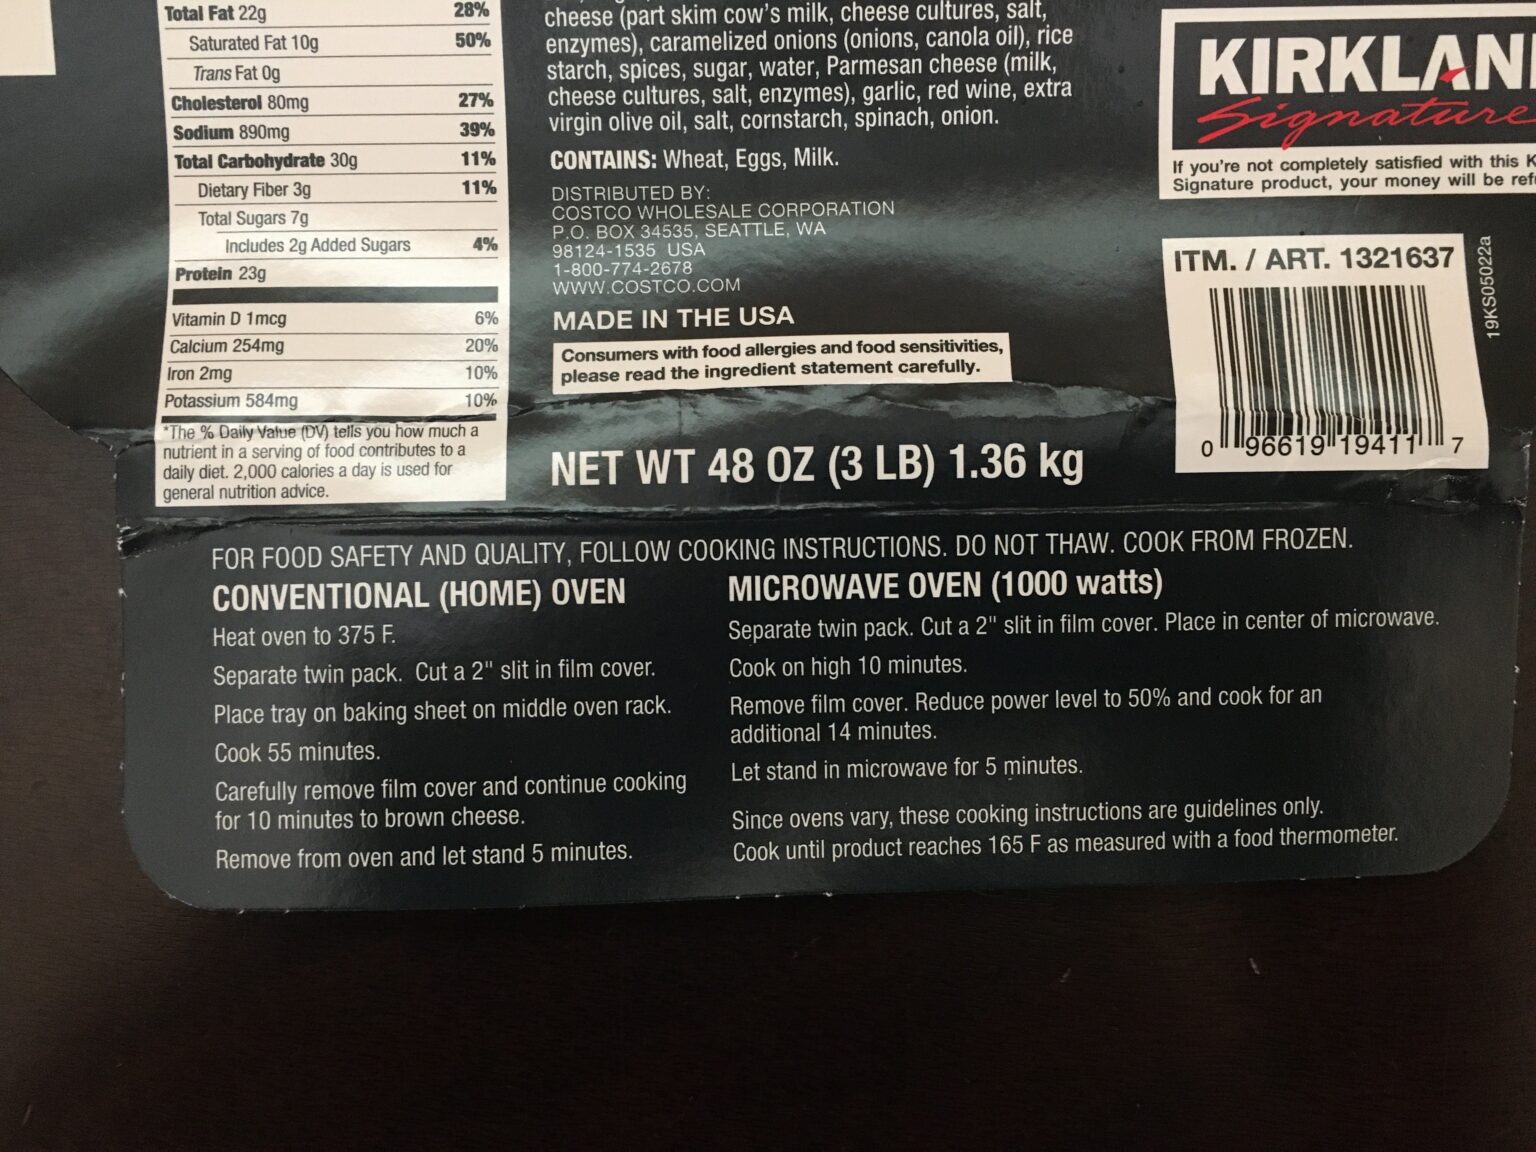 Total Fat 22g 28%
Saturated Fat 10g 50%
Trans Fat 0g
Cholesterol 80mg 27%
Sodium 890mg 39%
Total Carbohydrate 30g 11%
Dietary Fiber 3g 11%
Total Sugars 7g
Includes 2g Added Sugars 4%
Protein 23g
Vitamin D 1mcg 6%
Calcium 254mg 20%
Iron 2mg 10%
Potassium 584mg 10%
*The % Daily Value (DV) tells you how much a
nutrient in a serving of food contributes to a
daily diet. 2,000 calories a day is used for
general nutrition advice.
cheese (part skim cow's milk, cheese cultures, salt,
enzymes), caramelized onions (onions, canola oil), rice
starch, spices, sugar, water, Parmesan cheese (milk,
cheese cultures, salt, enzymes), garlic, red wine, extra
virgin olive oil, salt, cornstarch, spinach, onion.
CONTAINS: Wheat, Eggs, Milk.
DISTRIBUTED BY:
COSTCO WHOLESALE CORPORATION
P.O. BOX 34535, SEATTLE, WA
98124-1535 USA
1-800-774-2678
WWW.COSTCO.COM
MADE IN THE USA
Consumers with food allergies and food sensitivities,
please read the ingredient statement carefully.
NET WT 48 OZ (3 LB) 1.36 kg
KIRKLAN
Signature
If you're not completely satisfied with this K
Signature product, your money will be ref
ITM. / ART. 1321637
19KS05022a
0 96619 19411 7
FOR FOOD SAFETY AND QUALITY, FOLLOW COOKING INSTRUCTIONS. DO NOT THAW. COOK FROM FROZEN.
CONVENTIONAL (HOME) OVEN
Heat oven to 375 F.
Separate twin pack. Cut a 2" slit in film cover.
Place tray on baking sheet on middle oven rack.
Cook 55 minutes.
Carefully remove film cover and continue cooking
for 10 minutes to brown cheese.
Remove from oven and let stand 5 minutes.
MICROWAVE OVEN (1000 watts)
Separate twin pack. Cut a 2" slit in film cover. Place in center of microwave.
Cook on high 10 minutes.
Remove film cover. Reduce power level to 50% and cook for an
additional 14 minutes.
Let stand in microwave for 5 minutes.
Since ovens vary, these cooking instructions are guidelines only.
Cook until product reaches 165 F as measured with a food thermometer.